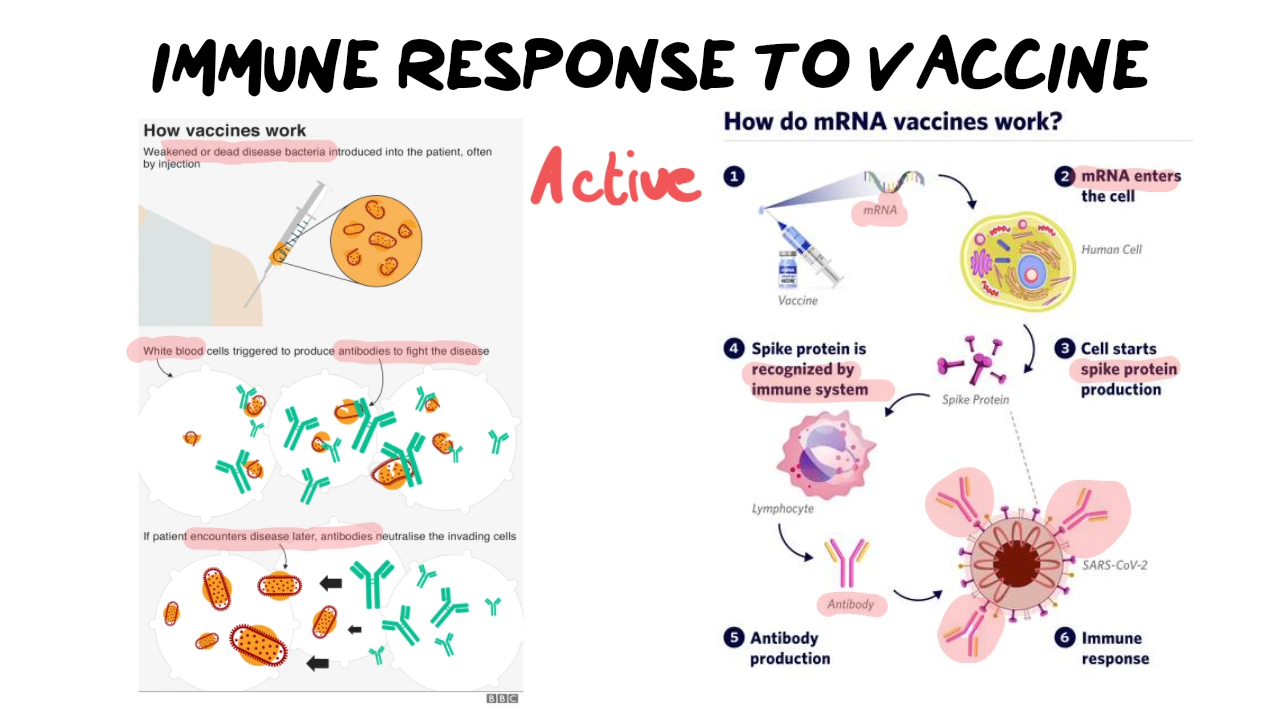 IMMUNE RESPONSE TO VACCINE
How vaccines work
Weakened or dead disease bacteria introduced into the patient, often
by injection
White blood cells triggered to produce antibodies to fight the disease
If patient encounters disease later, antibodies neutralise the invading cells
BBC
Active
How do mRNA vaccines work?
1
mRNA
Vaccine
2 mRNA enters
the cell
Human Cell
3 Cell starts
spike protein
production
Spike Protein
4 Spike protein is
recognized by
immune system
Lymphocyte
Antibody
5 Antibody
production
SARS-CoV-2
6 Immune
response